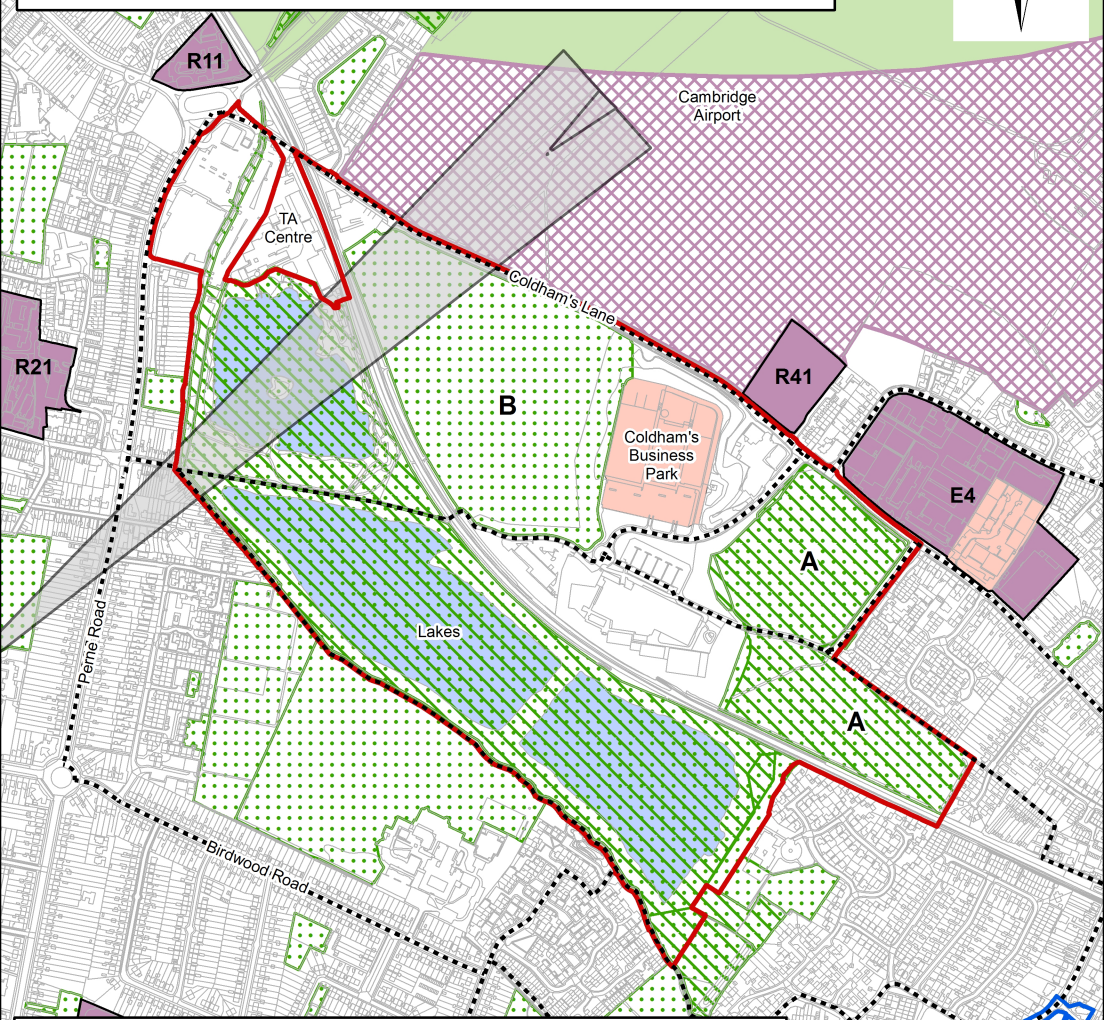 R11
Cambridge
Airport
TA
Centre
Coldham's Lane
R21
R41
B
Coldham's
Business
Park
E4
A
Lakes
Perne Road
A
Birdwood Road